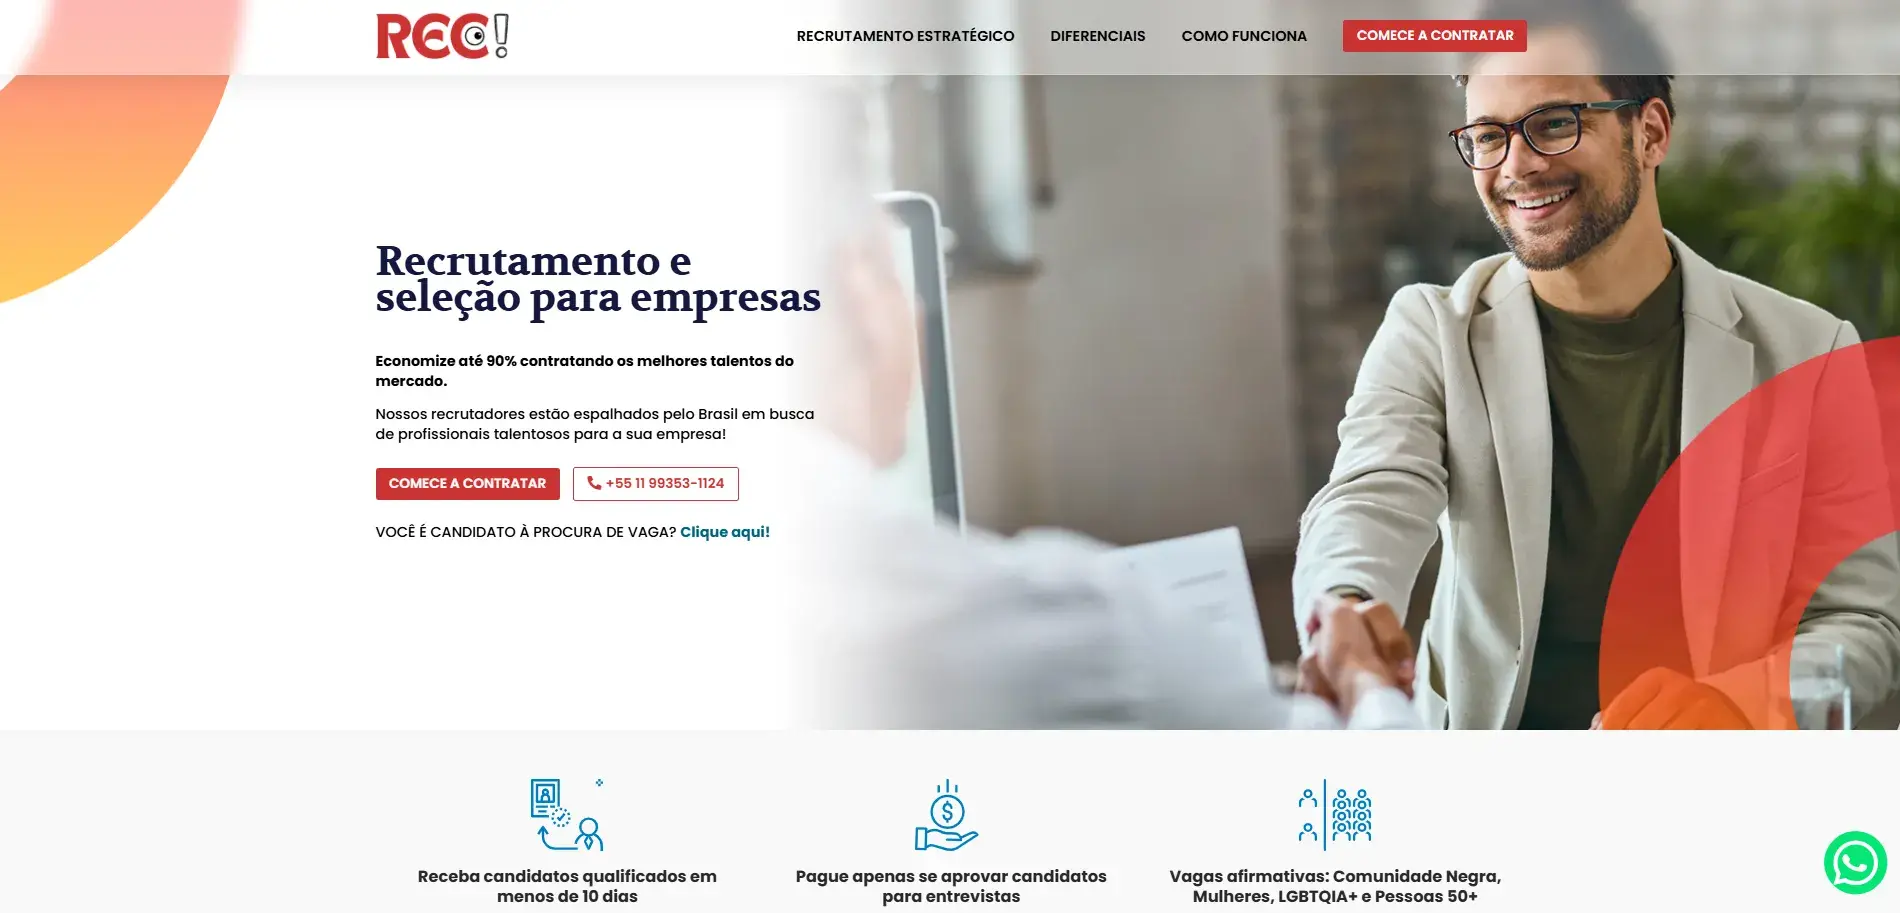 REC!
RECRUTAMENTO ESTRATÉGICO
DIFERENCIAIS
COMO FUNCIONA
COMECE A CONTRATAR
Recrutamento e
seleção para empresas
Economize até 90% contratando os melhores talentos do
mercado.
Nossos recrutadores estão espalhados pelo Brasil em busca
de profissionais talentosos para a sua empresa!
COMECE A CONTRATAR
+55 11 99353-1124
VOCÊ É CANDIDATO À PROCURA DE VAGA? Clique aqui!
Receba candidatos qualificados em
menos de 10 dias
Pague apenas se aprovar candidatos
para entrevistas
Vagas afirmativas: Comunidade Negra,
Mulheres, LGBTQIA+ e Pessoas 50+